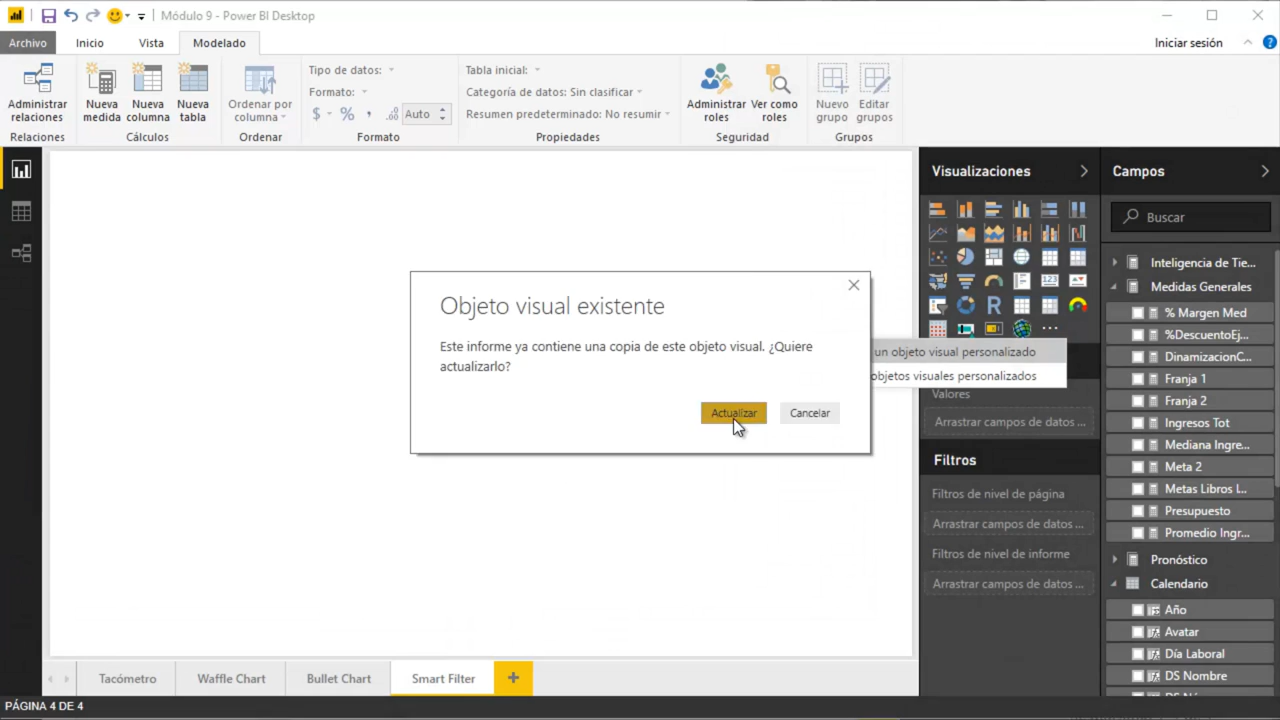 Módulo 9 - Power BI Desktop
Archivo
Inicio
Vista
Modelado
Iniciar sesión
Administrar relaciones
Nueva medida
Nueva columna
Nueva tabla
Ordenar por columna
Tipo de datos:
Formato:
$ % , .00 Auto
Tabla inicial:
Categoría de datos: Sin clasificar
Resumen predeterminado: No resumir
Administrar roles
Ver como roles
Nuevo grupo
Editar grupos
Relaciones
Cálculos
Ordenar
Formato
Propiedades
Seguridad
Grupos
Objeto visual existente
Este informe ya contiene una copia de este objeto visual. ¿Quiere
actualizarlo?
Actualizar
Cancelar
Visualizaciones
R
123
un objeto visual personalizado
objetos visuales personalizados
Valores
Arrastrar campos de datos ...
Filtros
Filtros de nivel de página
Arrastrar campos de datos ...
Filtros de nivel de informe
Arrastrar campos de datos ...
Campos
Buscar
Inteligencia de Tie...
Medidas Generales
% Margen Med
%DescuentoEj...
DinamizacionC...
Franja 1
Franja 2
Ingresos Tot
Mediana Ingre...
Meta 2
Metas Libros L...
Presupuesto
Promedio Ingr...
Pronóstico
Calendario
Año
Avatar
Día Laboral
DS Nombre
Tacómetro
Waffle Chart
Bullet Chart
Smart Filter
+
PÁGINA 4 DE 4